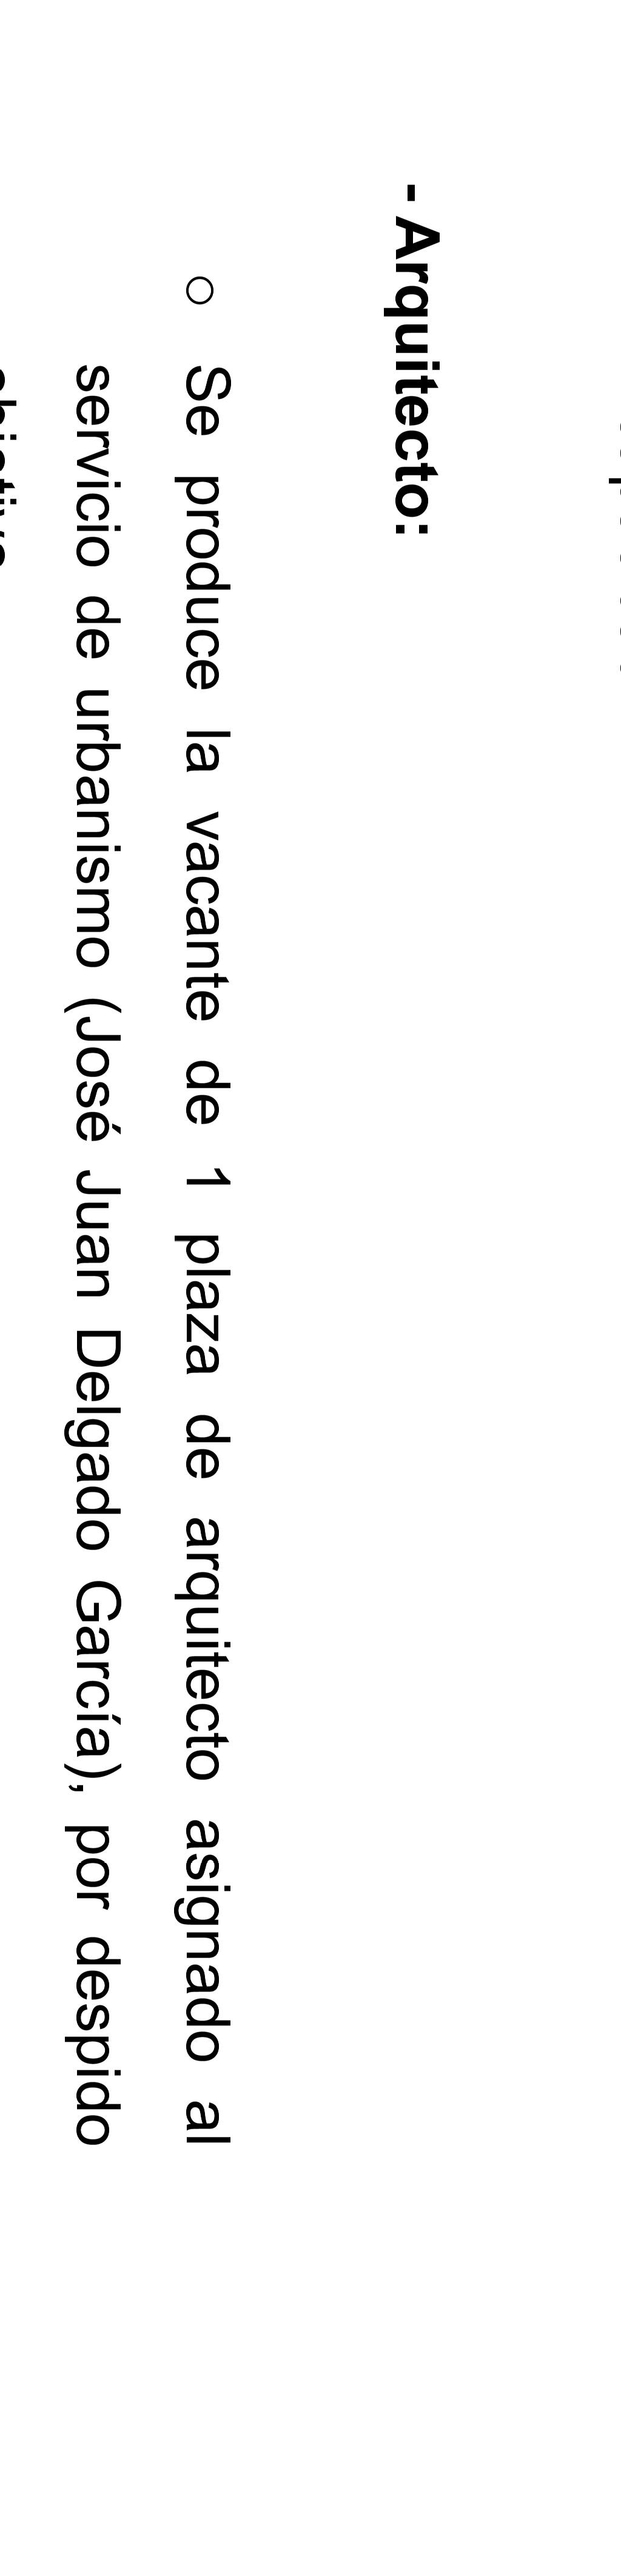 - Arquitecto:
○ Se produce la vacante de 1 plaza de arquitecto asignado al
servicio de urbanismo (José Juan Delgado García), por despido